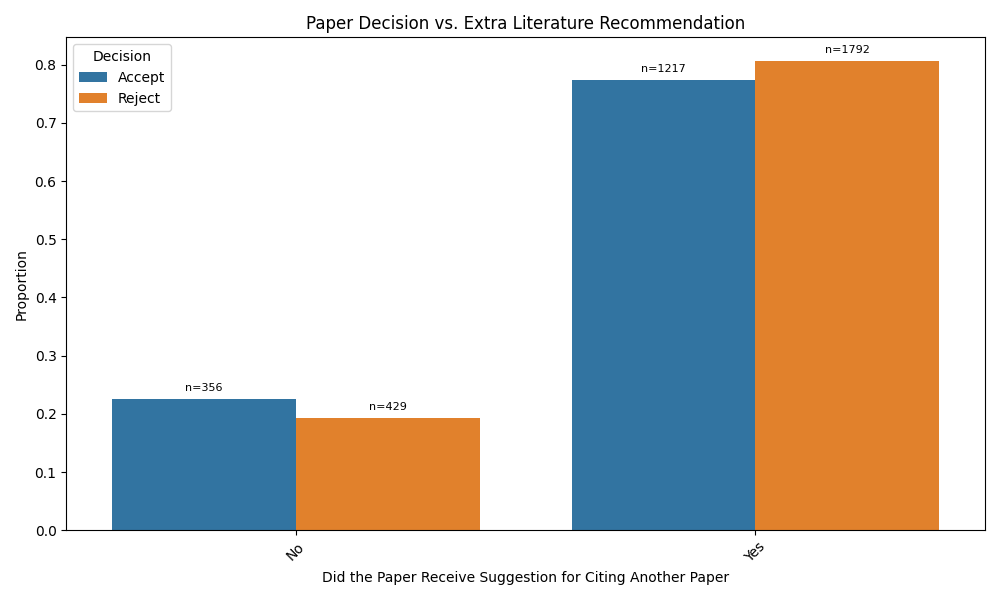 Paper Decision vs. Extra Literature Recommendation
Decision
Accept
Reject
n=356
n=429
n=1217
n=1792
0.8
0.7
0.6
0.5
0.4
0.3
0.2
0.1
0.0
Proportion
No
Yes
Did the Paper Receive Suggestion for Citing Another Paper